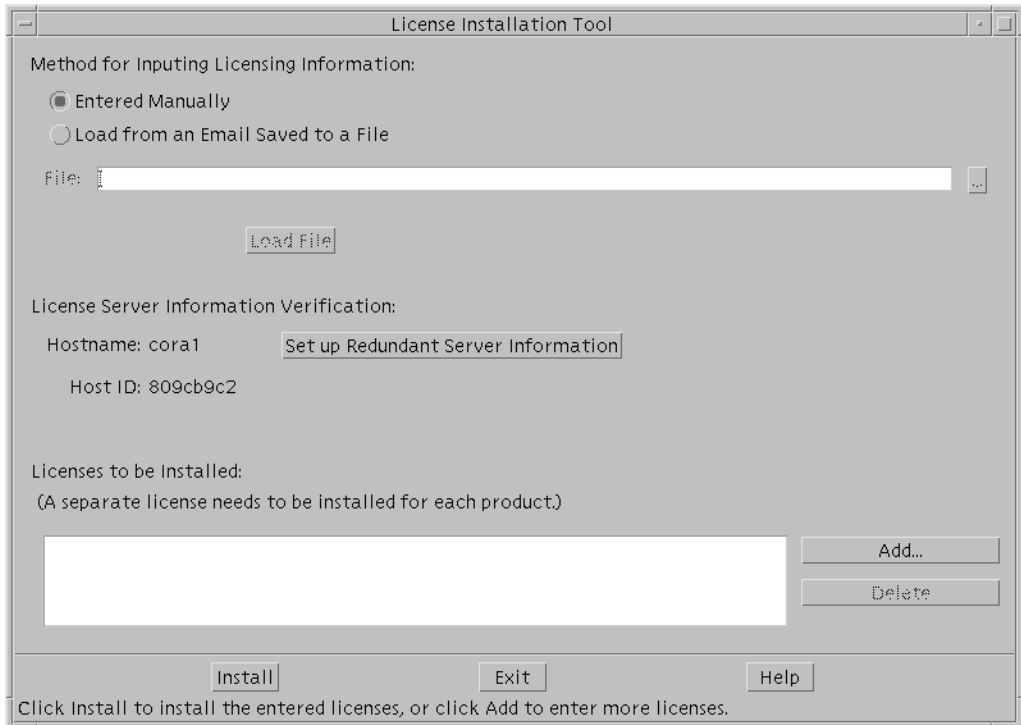 License Installation Tool
Method for Inputing Licensing Information:
Entered Manually
Load from an Email Saved to a File
File:
...
Load File
License Server Information Verification:
Hostname: cora1
Set up Redundant Server Information
Host ID: 809cb9c2
Licenses to be Installed:
(A separate license needs to be installed for each product.)
Add...
Delete
Install
Exit
Help
Click Install to install the entered licenses, or click Add to enter more licenses.